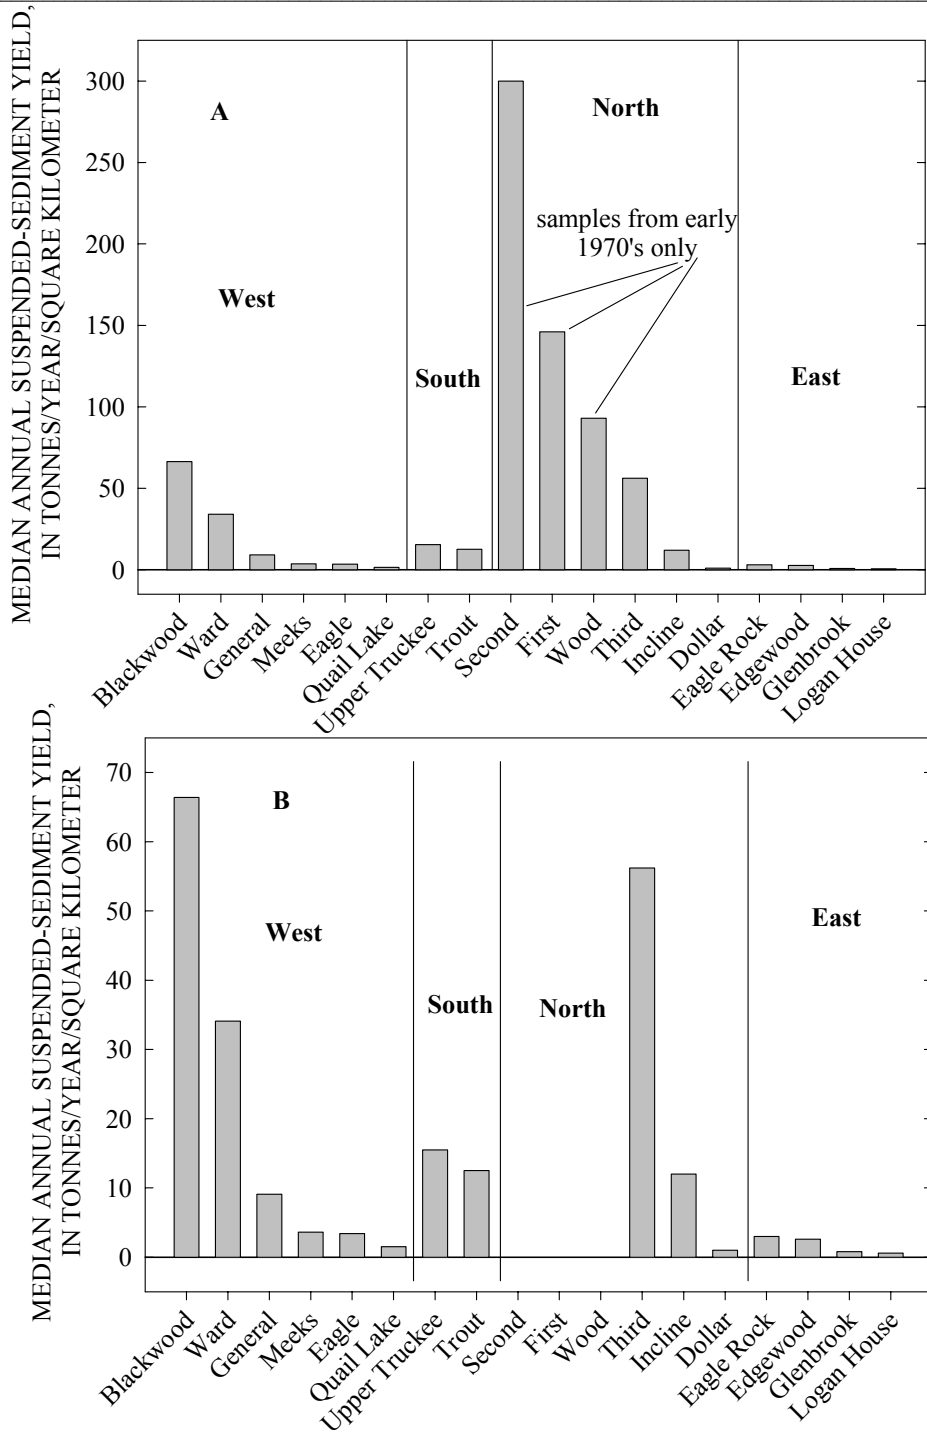 MEDIAN ANNUAL SUSPENDED-SEDIMENT YIELD,
IN TONNES/YEAR/SQUARE KILOMETER
300
250
200
150
100
50
0
A
West
South
North
samples from early
1970's only
East
Blackwood
Ward
General
Meeks
Eagle
Quail Lake
Upper Truckee
Trout
Second
First
Wood
Third
Incline
Dollar
Eagle Rock
Edgewood
Glenbrook
Logan House
MEDIAN ANNUAL SUSPENDED-SEDIMENT YIELD,
IN TONNES/YEAR/SQUARE KILOMETER
70
60
50
40
30
20
10
0
B
West
South
North
East
Blackwood
Ward
General
Meeks
Eagle
Quail Lake
Upper Truckee
Trout
Second
First
Wood
Third
Incline
Dollar
Eagle Rock
Edgewood
Glenbrook
Logan House